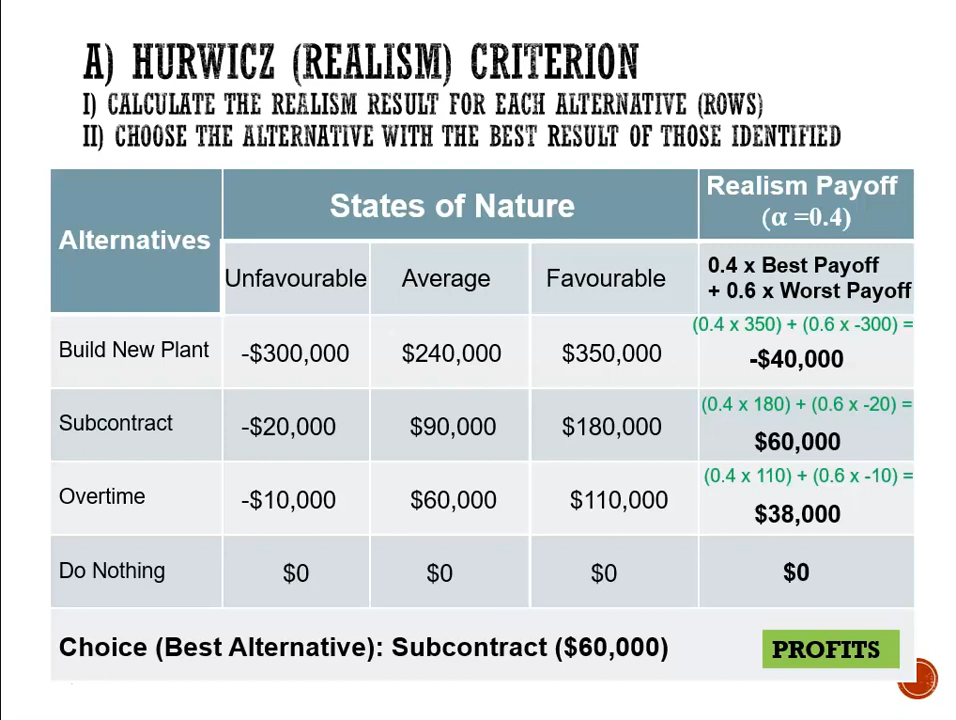 A) HURWICZ (REALISM) CRITERION
I) CALCULATE THE REALISM RESULT FOR EACH ALTERNATIVE (ROWS)
II) CHOOSE THE ALTERNATIVE WITH THE BEST RESULT OF THOSE IDENTIFIED
Alternatives
States of Nature
Realism Payoff
(α =0.4)
Unfavourable
Average
Favourable
0.4 x Best Payoff
+ 0.6 x Worst Payoff
Build New Plant
-$300,000
$240,000
$350,000
(0.4 x 350) + (0.6 x -300) =
-$40,000
Subcontract
-$20,000
$90,000
$180,000
(0.4 x 180) + (0.6 x -20) =
$60,000
Overtime
-$10,000
$60,000
$110,000
(0.4 x 110) + (0.6 x -10) =
$38,000
Do Nothing
$0
$0
$0
$0
Choice (Best Alternative): Subcontract ($60,000)
PROFITS